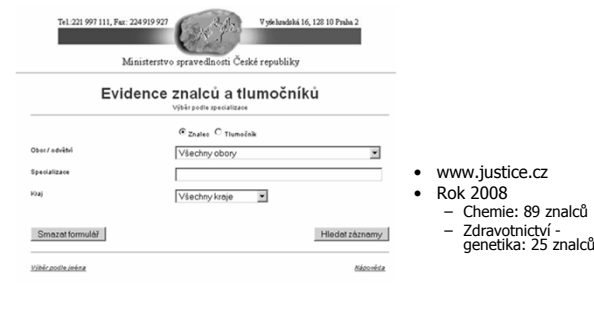 Tel.:221 997 111, Fax: 224 919 927
Vyšehradská 16, 128 10 Praha 2
Ministerstvo spravedlnosti České republiky
Evidence znalců a tlumočníků
Výběr podle specializace
Znalec Tlumočník
Obor / odvětví
Všechny obory
Specializace
Kraj
Všechny kraje
Smazat formulář
Hledat záznamy
Výběr podle jména
Nápověda
• www.justice.cz
• Rok 2008
– Chemie: 89 znalců
– Zdravotnictví -
genetika: 25 znalců